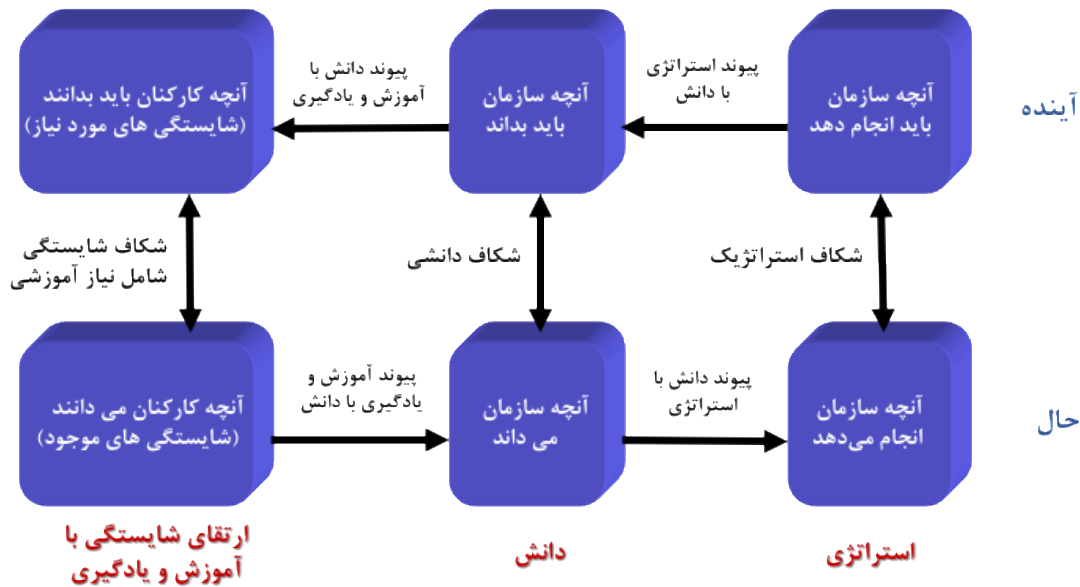 آینده
آنچه سازمان
باید انجام دهد
پیوند استراتژی
با دانش
آنچه سازمان
باید بداند
پیوند دانش با
آموزش و یادگیری
آنچه کارکنان باید بدانند
(شایستگی های مورد نیاز)
شکاف استراتژیک
شکاف دانشی
شکاف شایستگی
شامل نیاز آموزشی
حال
آنچه سازمان
انجام می‌دهد
پیوند دانش با
استراتژی
آنچه سازمان
می داند
پیوند آموزش و
یادگیری با دانش
آنچه کارکنان می دانند
(شایستگی های موجود)
استراتژی
دانش
ارتقای شایستگی با
آموزش و یادگیری